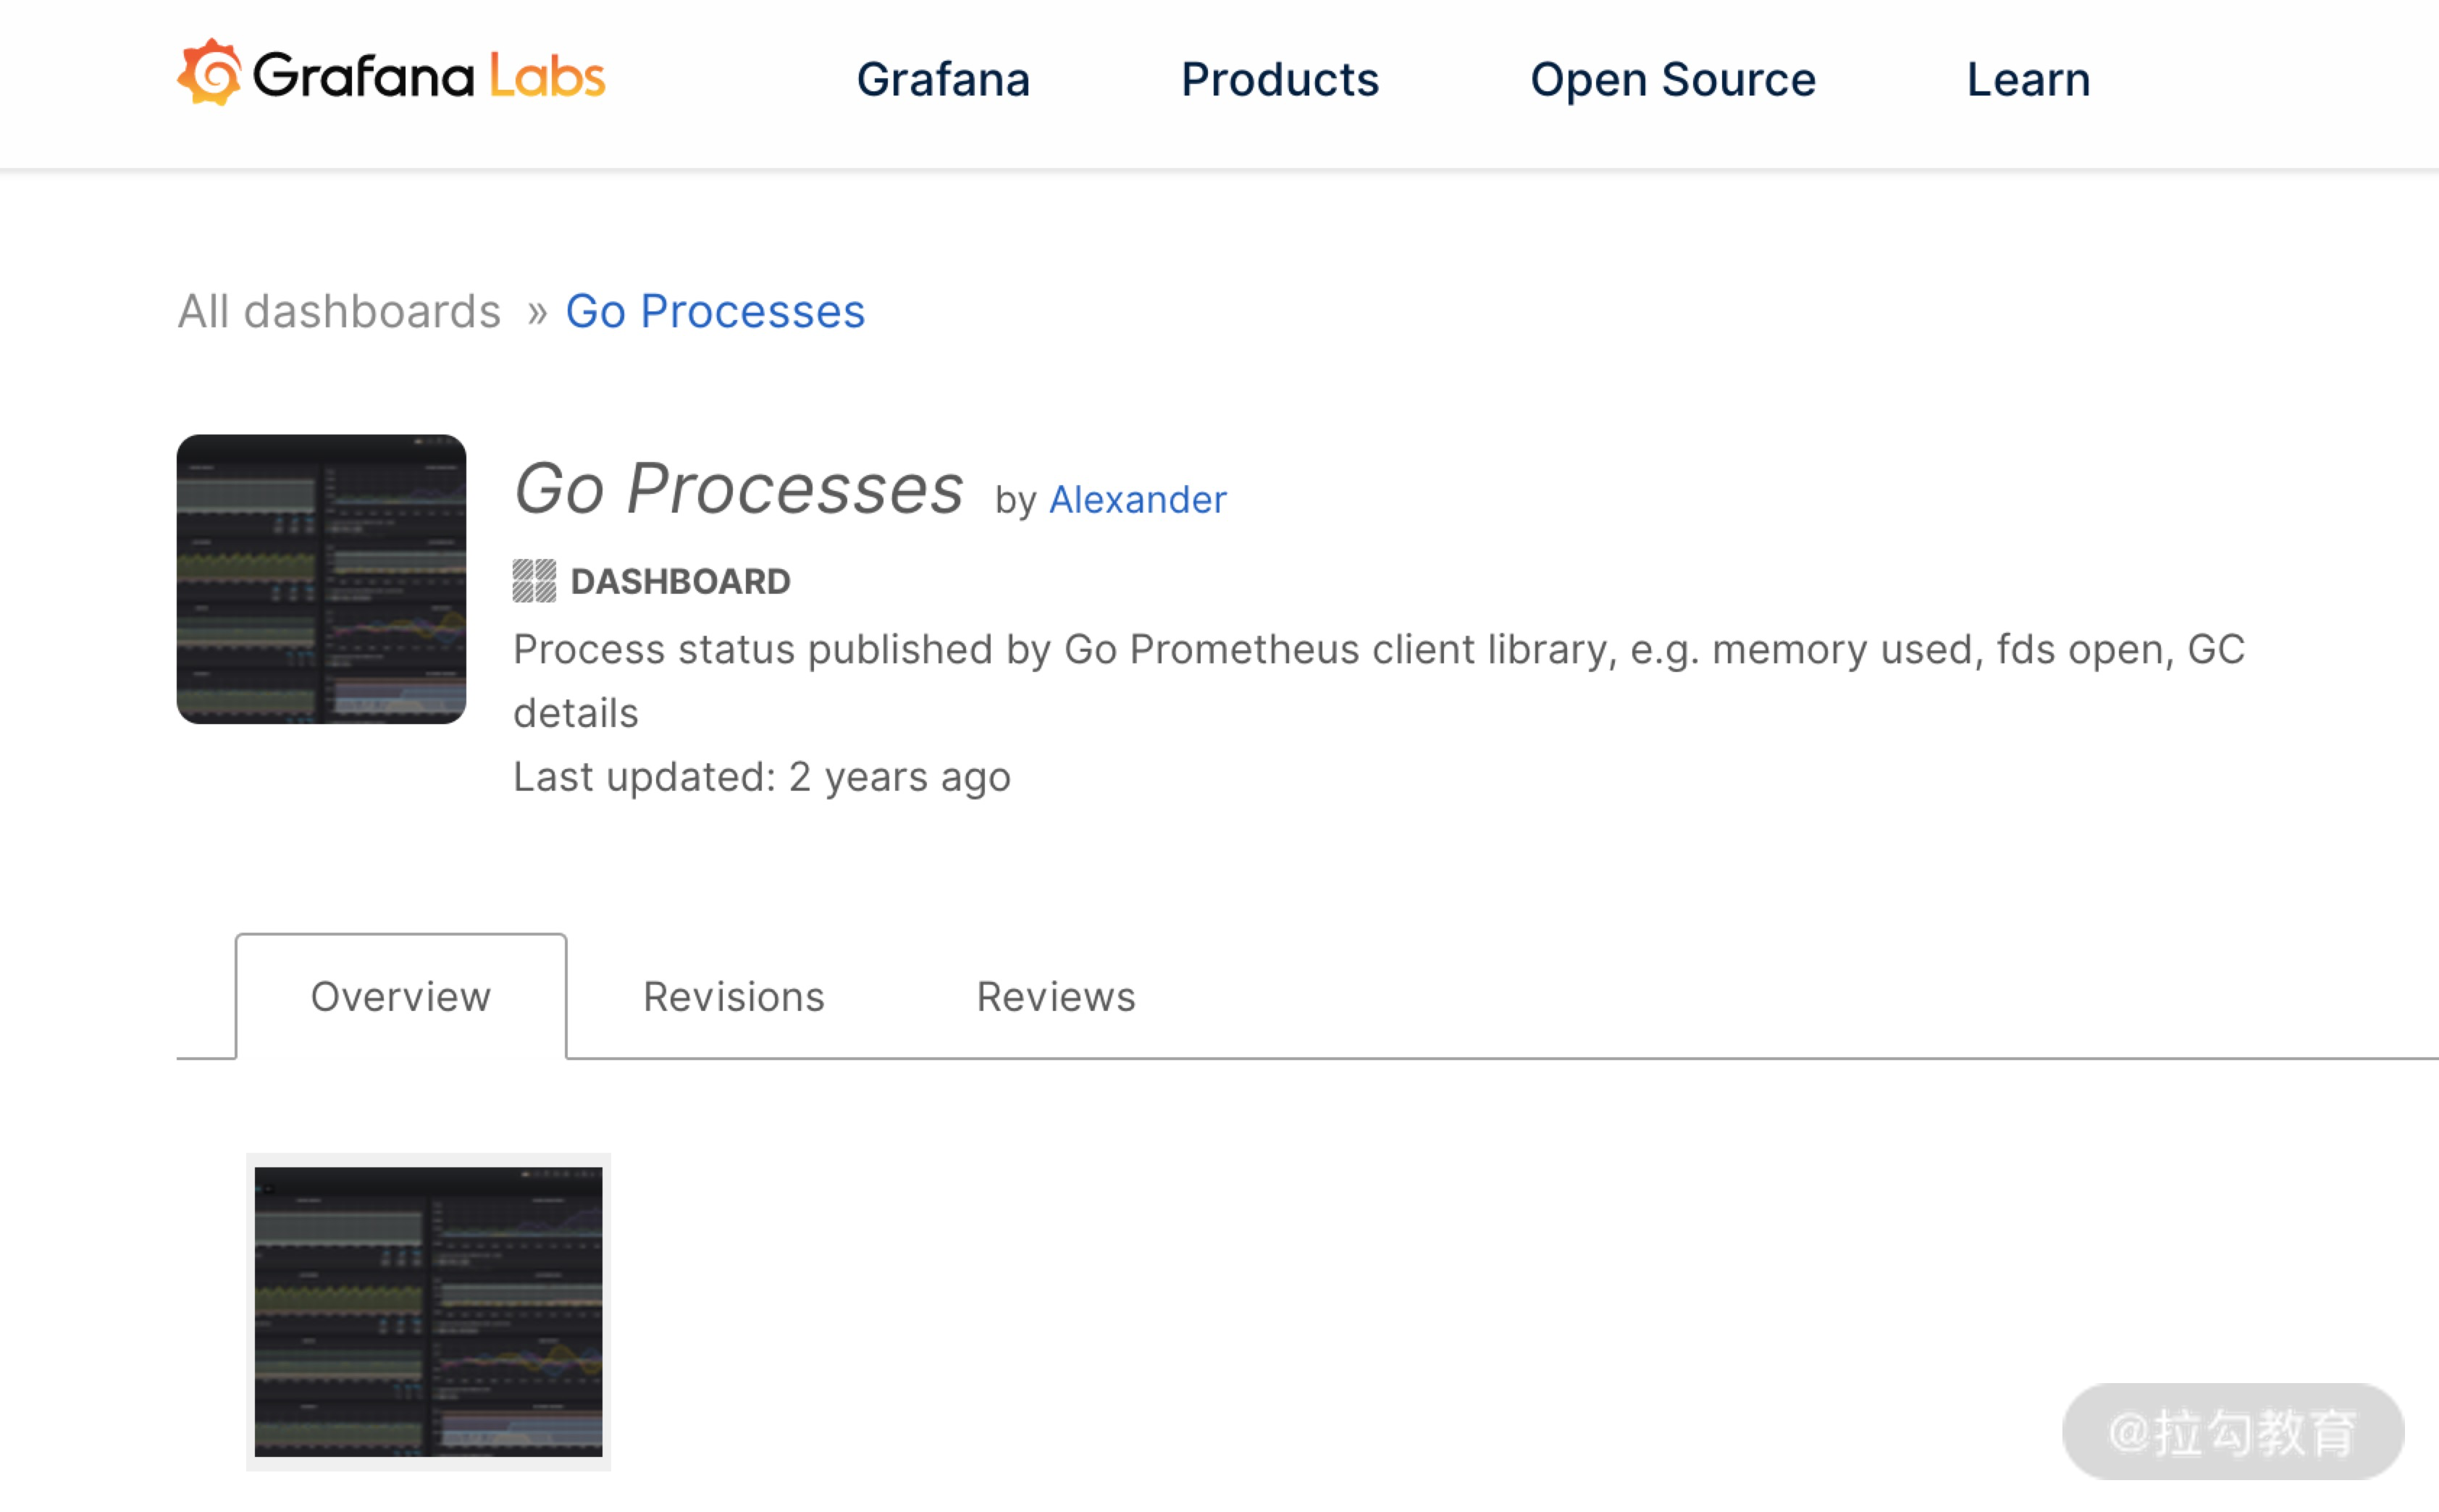 Grafana Labs
Grafana
Products
Open Source
Learn
All dashboards » Go Processes
Go Processes by Alexander
DASHBOARD
Process status published by Go Prometheus client library, e.g. memory used, fds open, GC
details
Last updated: 2 years ago
Overview
Revisions
Reviews
@拉勾教育